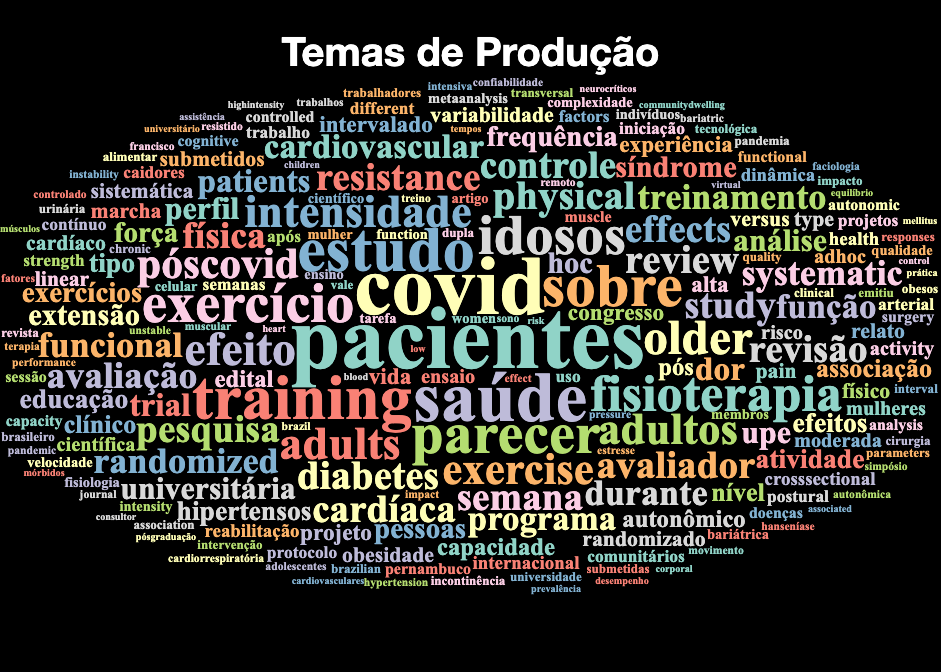 Temas de Produção
intensiva confiabilidade
trabalhadores transversal neurocríticos
metaanalysis
highintensity trabalhos different complexidade communitydwelling
assistência controlled variabilidade factors indivíduos bariatric
universitário resistido intervalado tempos frequência iniciação tecnológica
francisco cognitive trabalho cardiovascular experiência pandemia
alimentar submetidos children controle síndrome functional
instability caidores patients resistance remoto virtual dinâmica faciologia impacto
controlado sistemática científico treino artigo physical treinamento equilíbrio autonomic
urinária marcha perfil intensidade muscle versus type projetos mellitus
músculos contínuo força física após mulher function dupla idosos effects análise health responses
cardíaco chronic estudo quality adhoc qualidade
strength tipo póscovid ensino hoc review systematic control
fatores linear celular semanas vale covid sobre alta clinical emitiu prática obesos
exercícios exercício congresso study função arterial
extensão tarefa women sono risk surgery
revista unstable muscular heart pacientes older risco relato
terapia funcional efeito low revisão activity
performance blood vida ensaio effect uso pós dor pain associação
sessão avaliação edital físico interval
educação trial training saúde fisioterapia mulheres
capacity clínico pesquisa brazil pressure membros efeitos analysis
brasileiro científica adults parecer adultos upe moderada cirurgia
pandemic estresse parameters
velocidade randomized diabetes exercise avaliador atividade simpósio
mórbidos crosssectional
fisiologia universitária impact semana durante nível postural autonômica
journal
intensity hipertensos cardíaca doenças associated
consultor association programa autonômico hanseníase
pósgraduação reabilitação projeto pessoas randomizado bariátrica
intervenção protocolo obesidade capacidade comunitários movimento
cardiorrespiratória adolescentes brazilian pernambuco internacional submetidas corporal
cardiovasculares hypertension incontinência universidade desempenho
prevalência